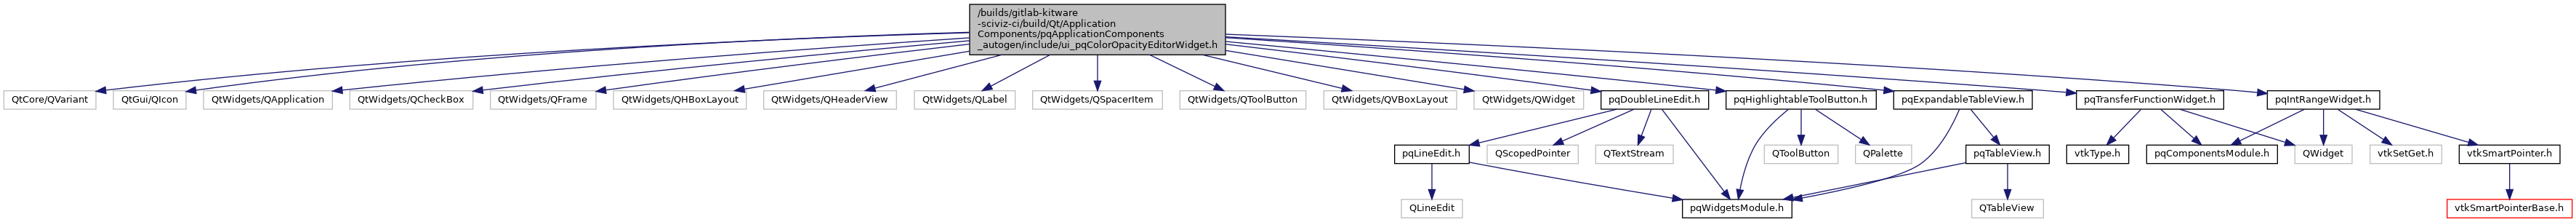 /builds/gitlab-kitware
-sciviz-ci/build/Qt/Application
Components/pqApplicationComponents
_autogen/include/ui_pqColorOpacityEditorWidget.h
QtCore/QVariant
QtGui/QIcon
QtWidgets/QApplication
QtWidgets/QCheckBox
QtWidgets/QFrame
QtWidgets/QHBoxLayout
QtWidgets/QHeaderView
QtWidgets/QLabel
QtWidgets/QSpacerItem
QtWidgets/QToolButton
QtWidgets/QVBoxLayout
QtWidgets/QWidget
pqDoubleLineEdit.h
pqHighlightableToolButton.h
pqExpandableTableView.h
pqTransferFunctionWidget.h
pqIntRangeWidget.h
pqLineEdit.h
QScopedPointer
QTextStream
QToolButton
QPalette
pqTableView.h
vtkType.h
pqComponentsModule.h
QWidget
vtkSetGet.h
vtkSmartPointer.h
QLineEdit
pqWidgetsModule.h
QTableView
vtkSmartPointerBase.h